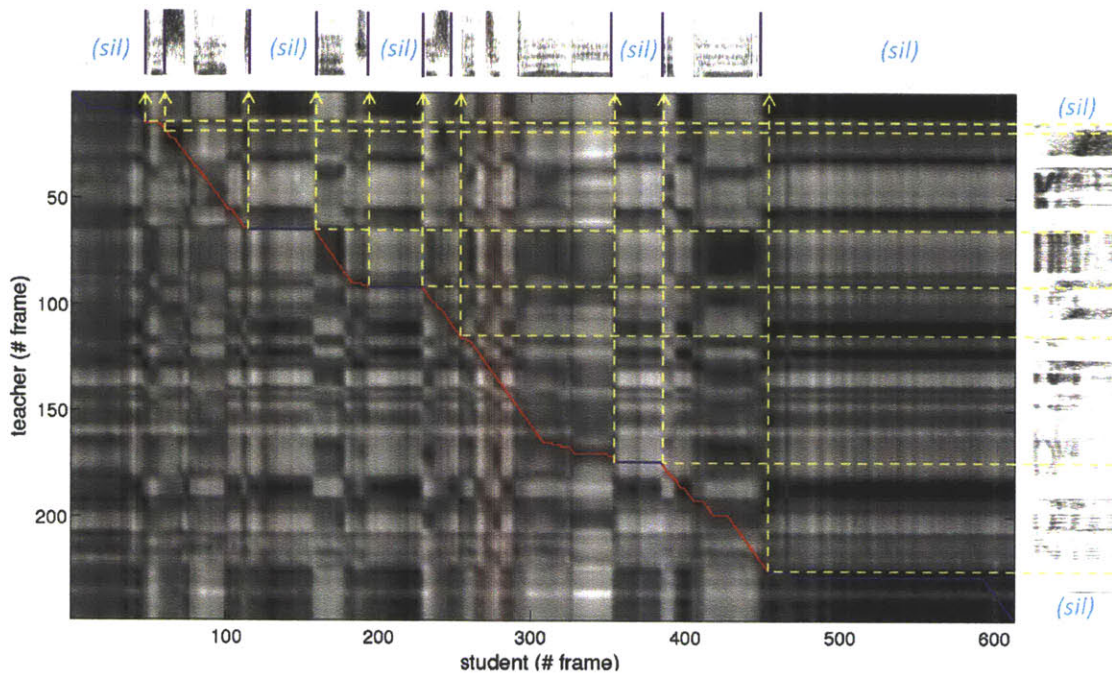 (sil) (sil) (sil) (sil) (sil)
(sil)
50
100
150
200
teacher (# frame)
(sil)
100 200 300 400 500 600
student (# frame)